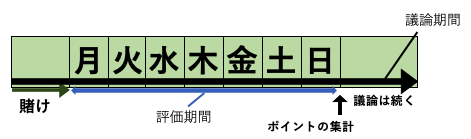 議論期間
月 火 水 木 金 土 日
賭け
議論は続く
評価期間
ポイントの集計